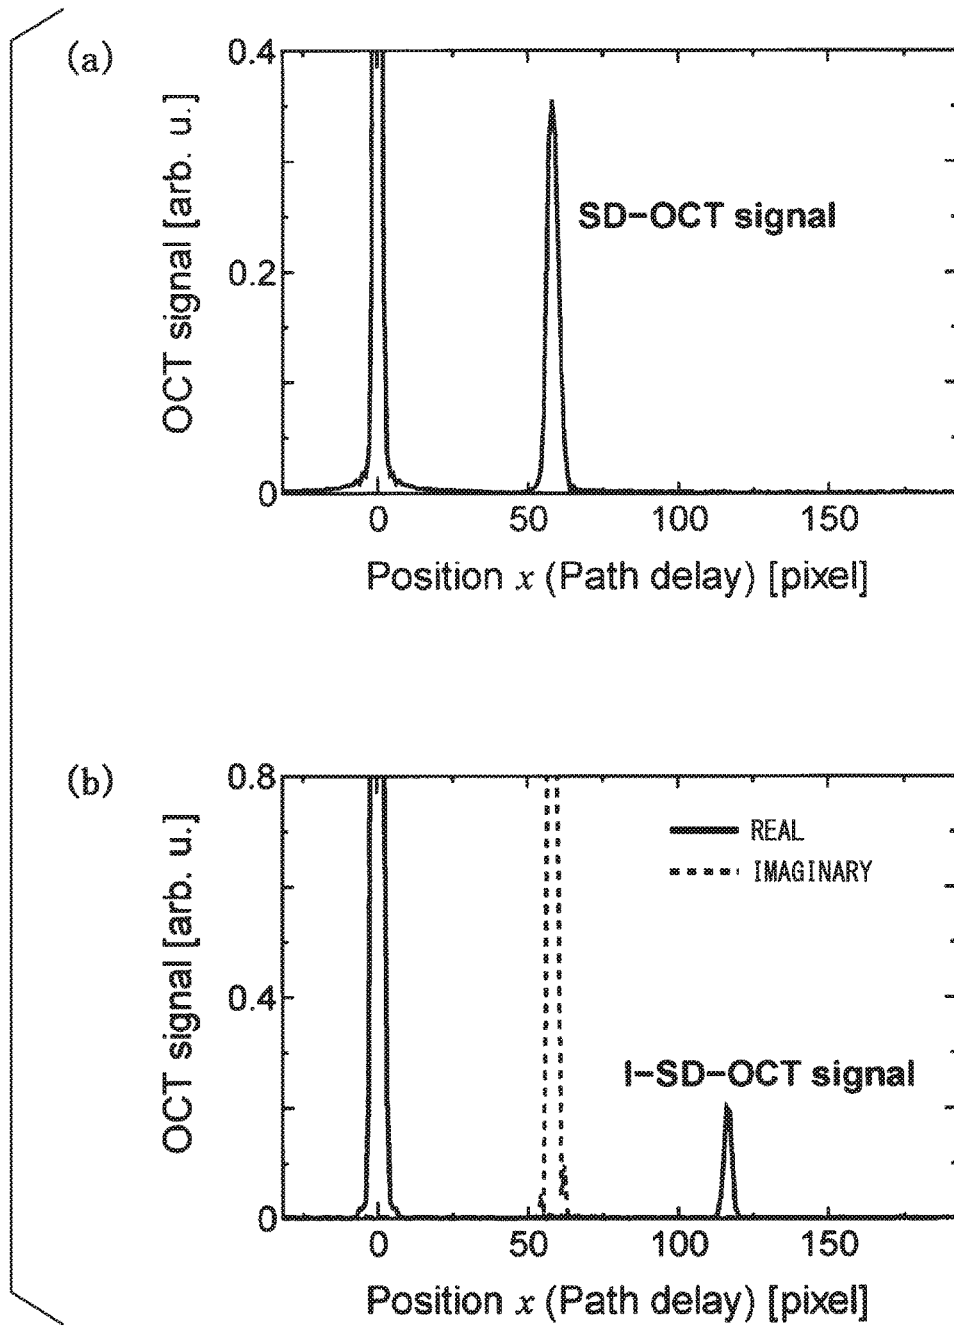 (a)
0.4
0.2
0
OCT signal [arb. u.]
SD-OCT signal
0 50 100 150
Position x (Path delay) [pixel]
(b)
0.8
0.4
0
OCT signal [arb. u.]
REAL
IMAGINARY
I-SD-OCT signal
0 50 100 150
Position x (Path delay) [pixel]